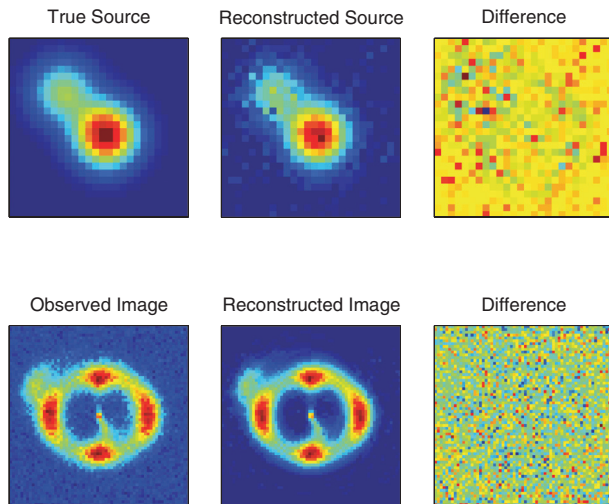 True Source
Reconstructed Source
Difference
Observed Image
Reconstructed Image
Difference